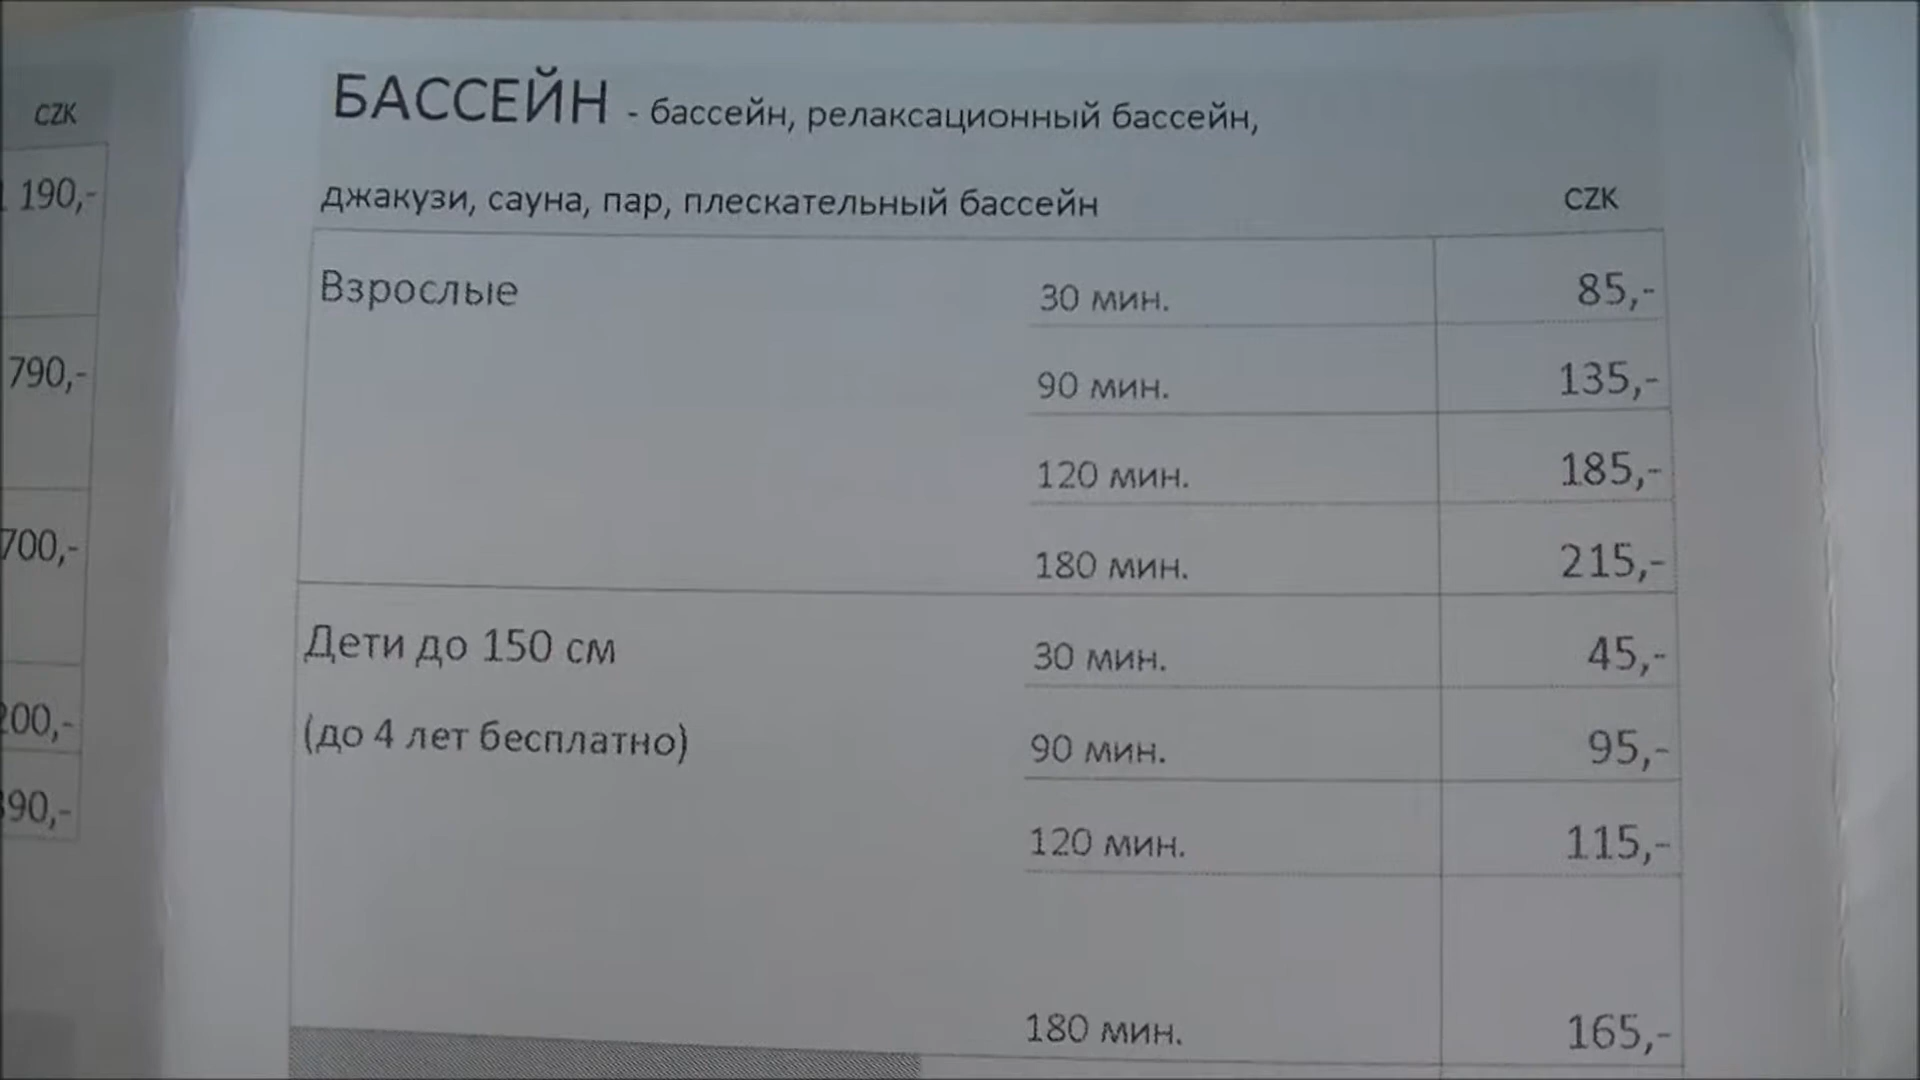 CZK
190,-
790,-
700,-
200,-
390,-
БАССЕЙН - бассейн, релаксационный бассейн,
джакузи, сауна, пар, плескательный бассейн CZK
Взрослые 30 мин. 85,-
90 мин. 135,-
120 мин. 185,-
180 мин. 215,-
Дети до 150 см 30 мин. 45,-
(до 4 лет бесплатно) 90 мин. 95,-
120 мин. 115,-
180 мин. 165,-